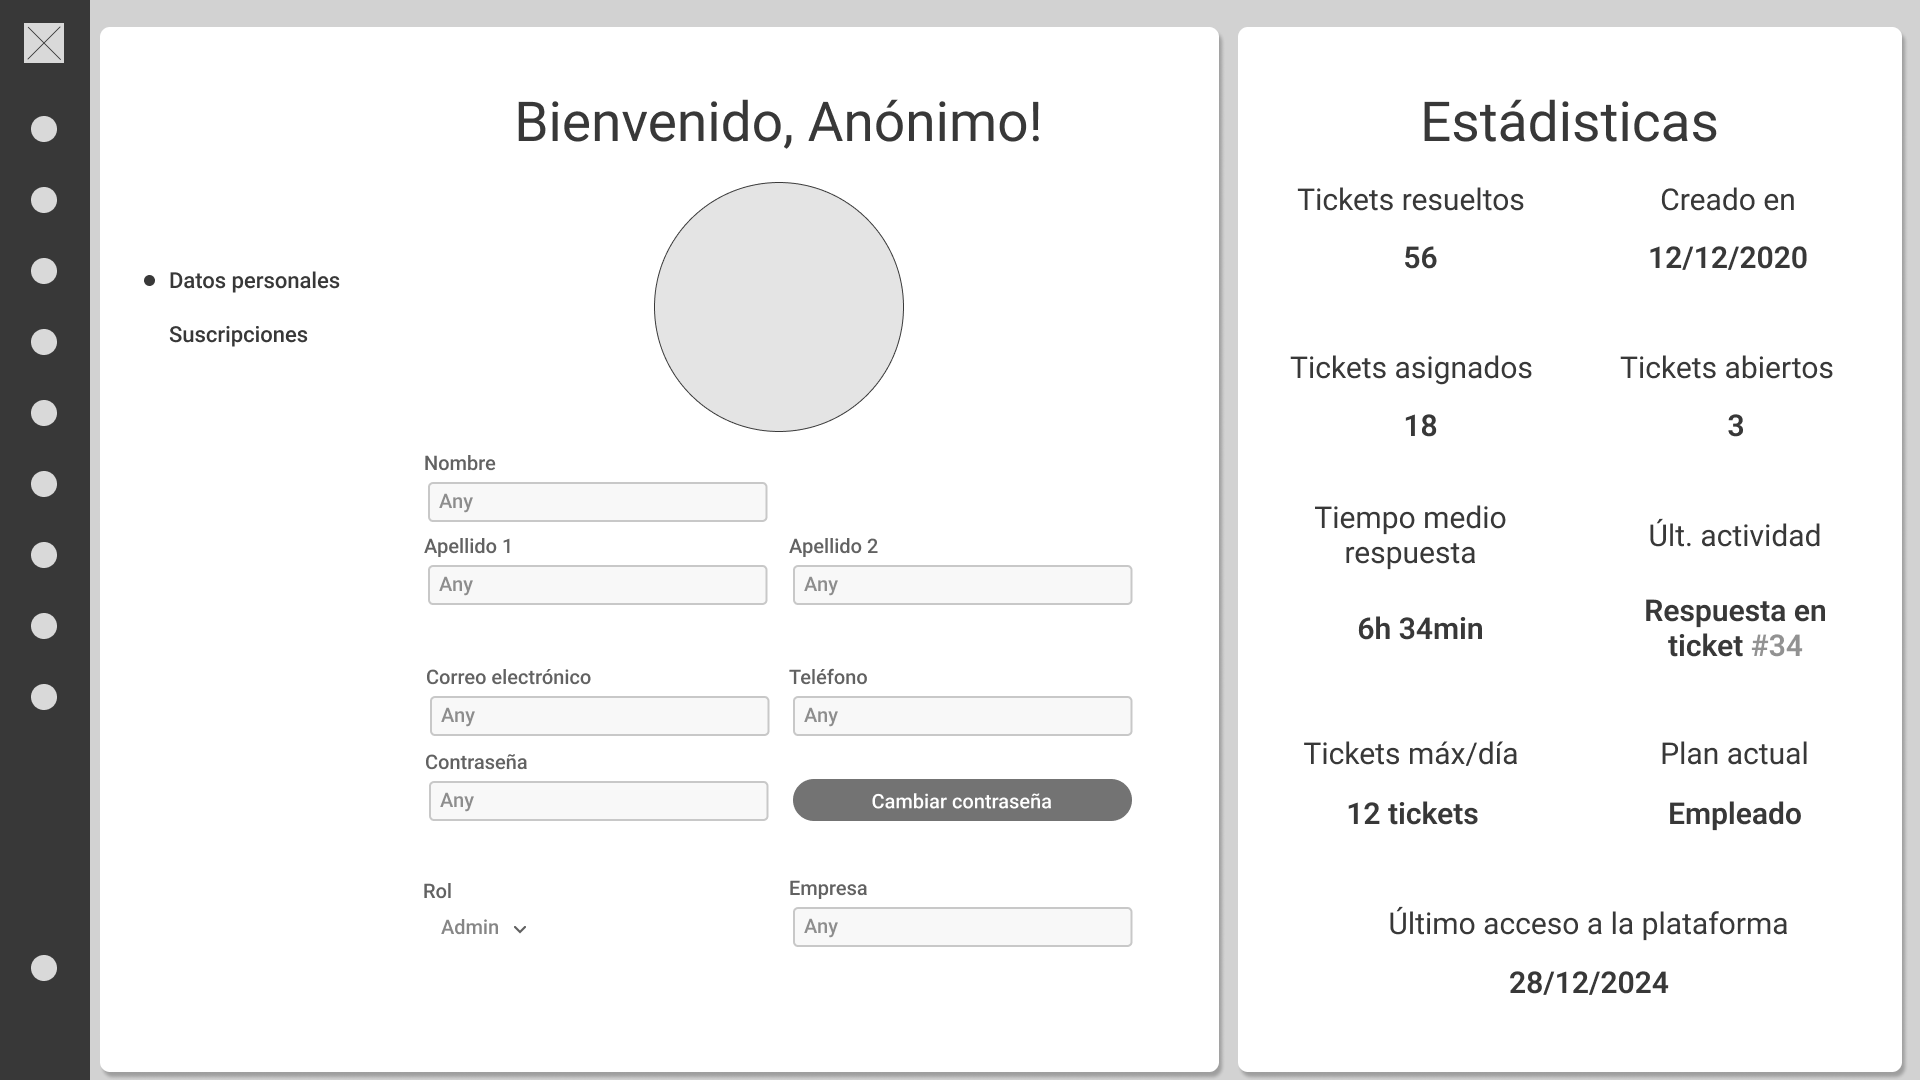 Bienvenido, Anónimo!
Datos personales
Suscripciones
Nombre
Any
Apellido 1
Apellido 2
Any
Any
Correo electrónico
Teléfono
Any
Any
Contraseña
Any
Cambiar contraseña
Rol
Empresa
Admin
Any
Estádisticas
Tickets resueltos
Creado en
56
12/12/2020
Tickets asignados
Tickets abiertos
18
3
Tiempo medio
respuesta
Últ. actividad
6h 34min
Respuesta en
ticket #34
Tickets máx/día
Plan actual
12 tickets
Empleado
Último acceso a la plataforma
28/12/2024